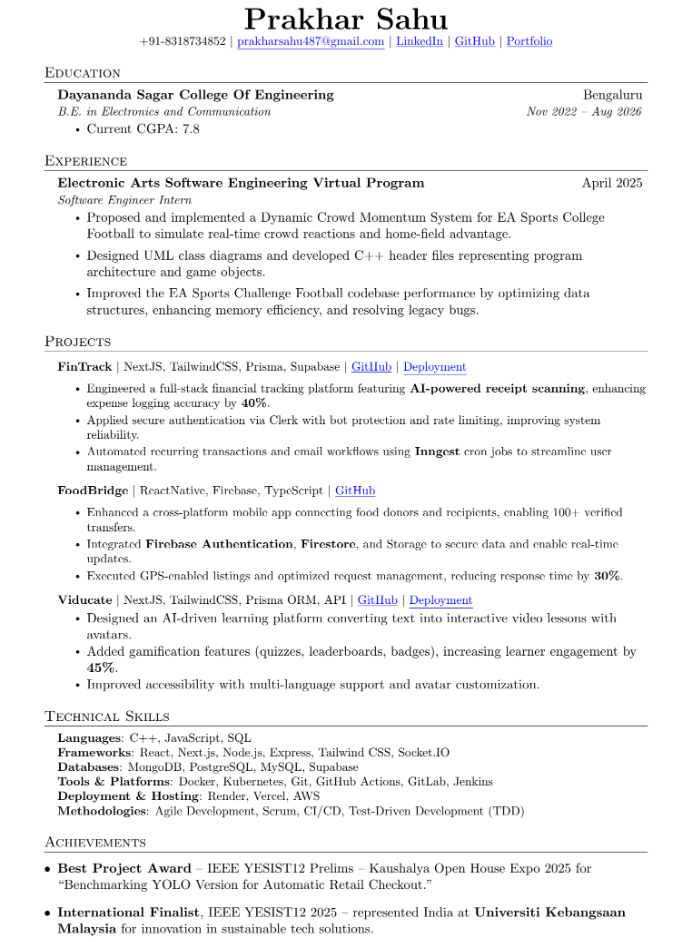 Prakhar Sahu
+91-8318734852 | prakharsahu487@gmail.com | LinkedIn | GitHub | Portfolio
Education
Dayananda Sagar College Of Engineering Bengaluru
B.E. in Electronics and Communication Nov 2022 – Aug 2026
• Current CGPA: 7.8
Experience
Electronic Arts Software Engineering Virtual Program April 2025
Software Engineer Intern
• Proposed and implemented a Dynamic Crowd Momentum System for EA Sports College
Football to simulate real-time crowd reactions and home-field advantage.
• Designed UML class diagrams and developed C++ header files representing program
architecture and game objects.
• Improved the EA Sports Challenge Football codebase performance by optimizing data
structures, enhancing memory efficiency, and resolving legacy bugs.
Projects
FinTrack | NextJS, TailwindCSS, Prisma, Supabase | GitHub | Deployment
• Engineered a full-stack financial tracking platform featuring AI-powered receipt scanning, enhancing
expense logging accuracy by 40%.
• Applied secure authentication via Clerk with bot protection and rate limiting, improving system
reliability.
• Automated recurring transactions and email workflows using Inngest cron jobs to streamline user
management.
FoodBridge | ReactNative, Firebase, TypeScript | GitHub
• Enhanced a cross-platform mobile app connecting food donors and recipients, enabling 100+ verified
transfers.
• Integrated Firebase Authentication, Firestore, and Storage to secure data and enable real-time
updates.
• Executed GPS-enabled listings and optimized request management, reducing response time by 30%.
Viducate | NextJS, TailwindCSS, Prisma ORM, API | GitHub | Deployment
• Designed an AI-driven learning platform converting text into interactive video lessons with
avatars.
• Added gamification features (quizzes, leaderboards, badges), increasing learner engagement by
45%.
• Improved accessibility with multi-language support and avatar customization.
Technical Skills
Languages: C++, JavaScript, SQL
Frameworks: React, Next.js, Node.js, Express, Tailwind CSS, Socket.IO
Databases: MongoDB, PostgreSQL, MySQL, Supabase
Tools & Platforms: Docker, Kubernetes, Git, GitHub Actions, GitLab, Jenkins
Deployment & Hosting: Render, Vercel, AWS
Methodologies: Agile Development, Scrum, CI/CD, Test-Driven Development (TDD)
Achievements
• Best Project Award – IEEE YESIST12 Prelims – Kaushalya Open House Expo 2025 for
“Benchmarking YOLO Version for Automatic Retail Checkout.”
• International Finalist, IEEE YESIST12 2025 – represented India at Universiti Kebangsaan
Malaysia for innovation in sustainable tech solutions.